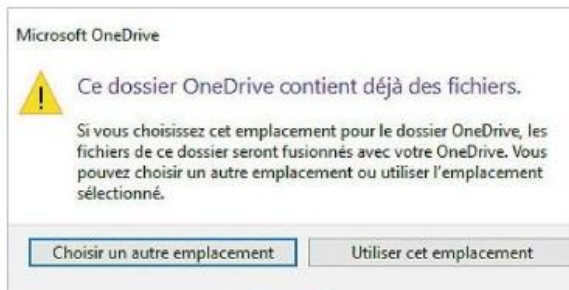 Microsoft OneDrive
Ce dossier OneDrive contient déjà des fichiers.
Si vous choisissez cet emplacement pour le dossier OneDrive, les
fichiers de ce dossier seront fusionnés avec votre OneDrive. Vous
pouvez choisir un autre emplacement ou utiliser l'emplacement
sélectionné.
Choisir un autre emplacement
Utiliser cet emplacement